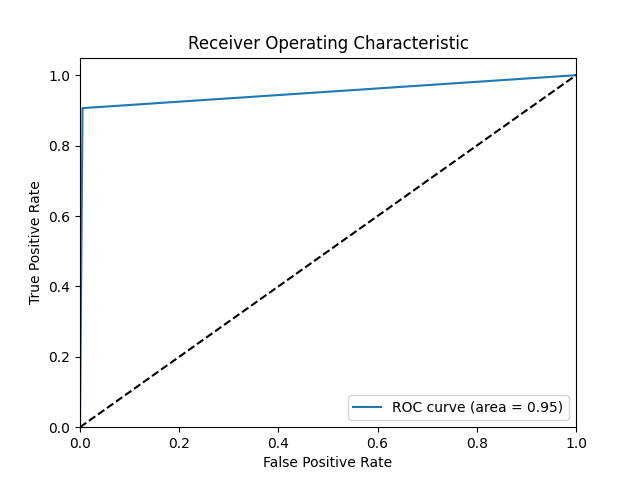 Receiver Operating Characteristic
True Positive Rate
1.0
0.8
0.6
0.4
0.2
0.0
ROC curve (area = 0.95)
0.0 0.2 0.4 0.6 0.8 1.0
False Positive Rate